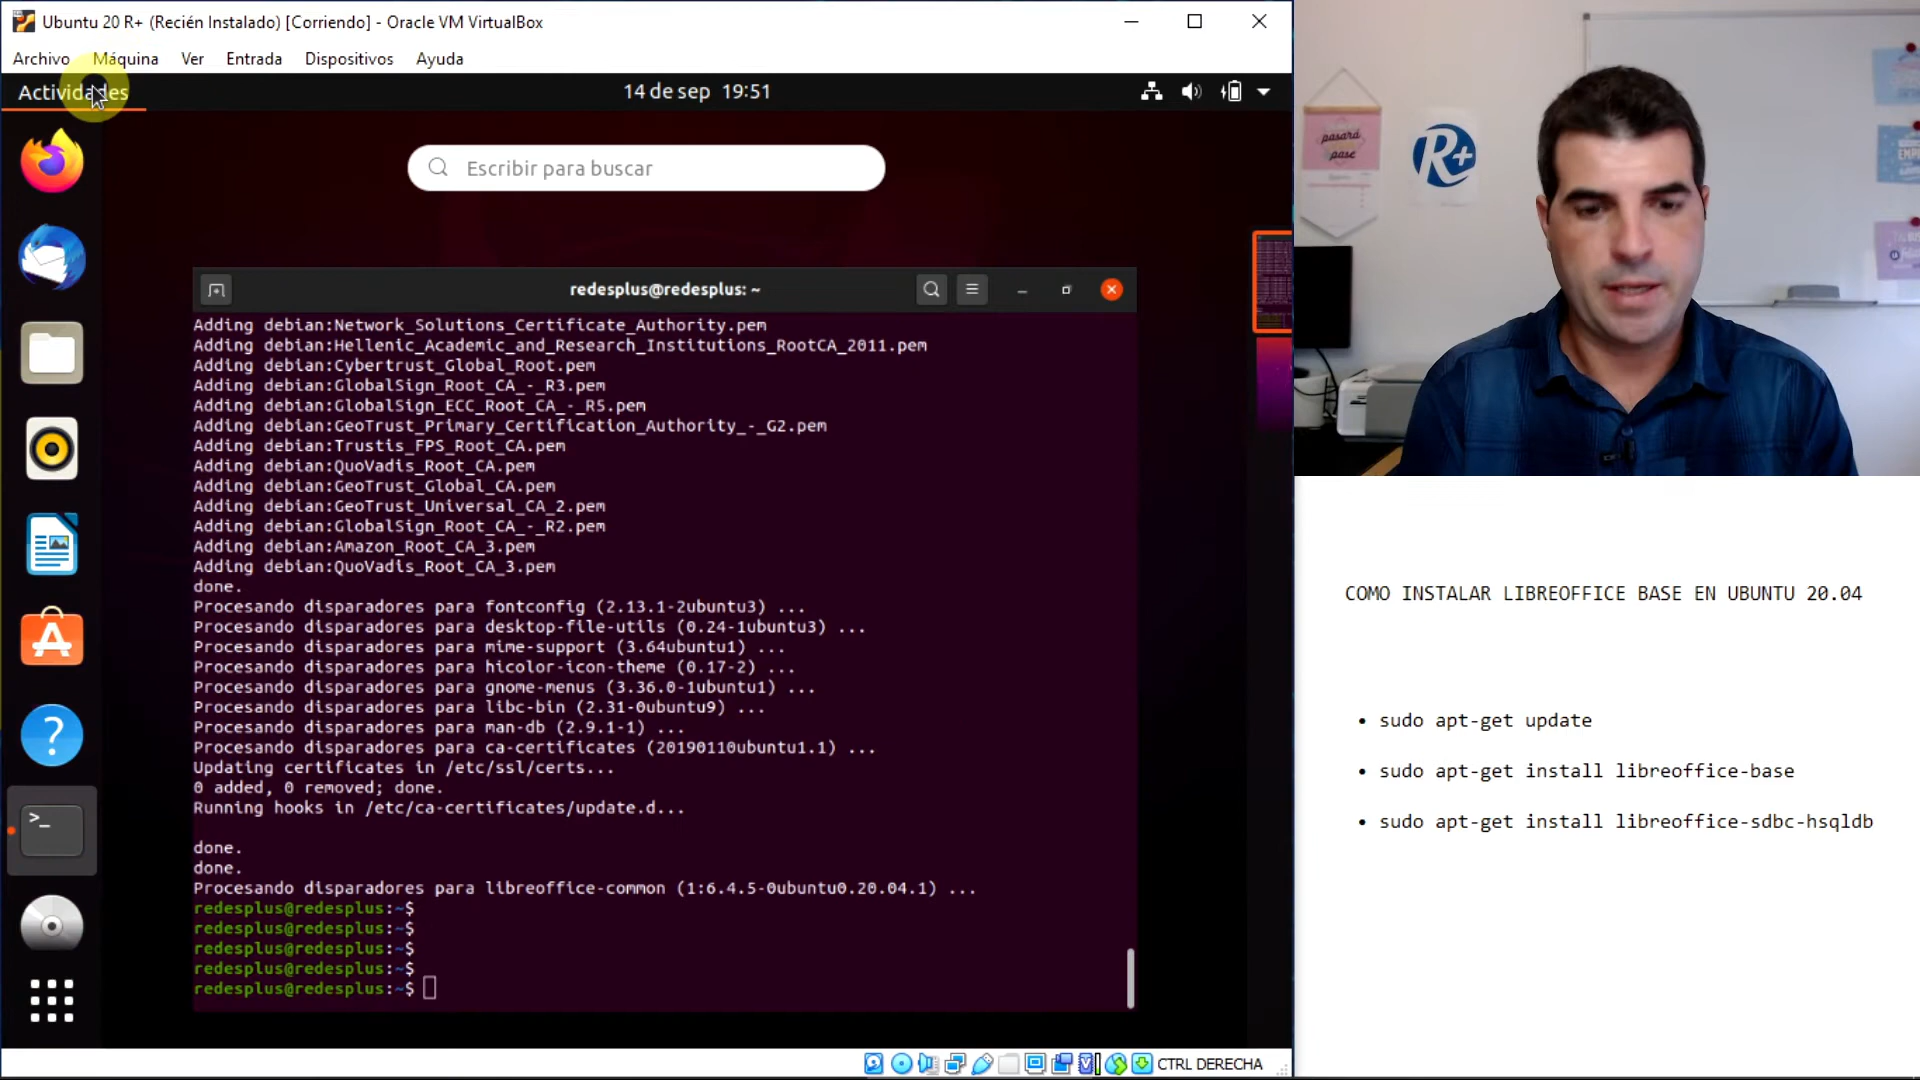 Ubuntu 20 R+ (Recién Instalado) [Corriendo] - Oracle VM VirtualBox
Archivo Máquina Ver Entrada Dispositivos Ayuda
Actividades
14 de sep 19:51
Escribir para buscar
redesplus@redesplus: ~
Adding debian:Network_Solutions_Certificate_Authority.pem
Adding debian:Hellenic_Academic_and_Research_Institutions_RootCA_2011.pem
Adding debian:Cybertrust_Global_Root.pem
Adding debian:GlobalSign_Root_CA_-_R3.pem
Adding debian:GlobalSign_ECC_Root_CA_-_R5.pem
Adding debian:GeoTrust_Primary_Certification_Authority_-_G2.pem
Adding debian:Trustis_FPS_Root_CA.pem
Adding debian:QuoVadis_Root_CA.pem
Adding debian:GeoTrust_Global_CA.pem
Adding debian:GeoTrust_Universal_CA_2.pem
Adding debian:GlobalSign_Root_CA_-_R2.pem
Adding debian:Amazon_Root_CA_3.pem
Adding debian:QuoVadis_Root_CA_3.pem
done.
Procesando disparadores para fontconfig (2.13.1-2ubuntu3) ...
Procesando disparadores para desktop-file-utils (0.24-1ubuntu3) ...
Procesando disparadores para mime-support (3.64ubuntu1) ...
Procesando disparadores para hicolor-icon-theme (0.17-2) ...
Procesando disparadores para gnome-menus (3.36.0-1ubuntu1) ...
Procesando disparadores para libc-bin (2.31-0ubuntu9) ...
Procesando disparadores para man-db (2.9.1-1) ...
Procesando disparadores para ca-certificates (20190110ubuntu1.1) ...
Updating certificates in /etc/ssl/certs...
0 added, 0 removed; done.
Running hooks in /etc/ca-certificates/update.d...
done.
done.
Procesando disparadores para libreoffice-common (1:6.4.5-0ubuntu0.20.04.1) ...
redesplus@redesplus:~$
redesplus@redesplus:~$
redesplus@redesplus:~$
redesplus@redesplus:~$
redesplus@redesplus:~$
CTRL DERECHA
pasará
pase
R+
COMO INSTALAR LIBREOFFICE BASE EN UBUNTU 20.04
• sudo apt-get update
• sudo apt-get install libreoffice-base
• sudo apt-get install libreoffice-sdbc-hsqldb